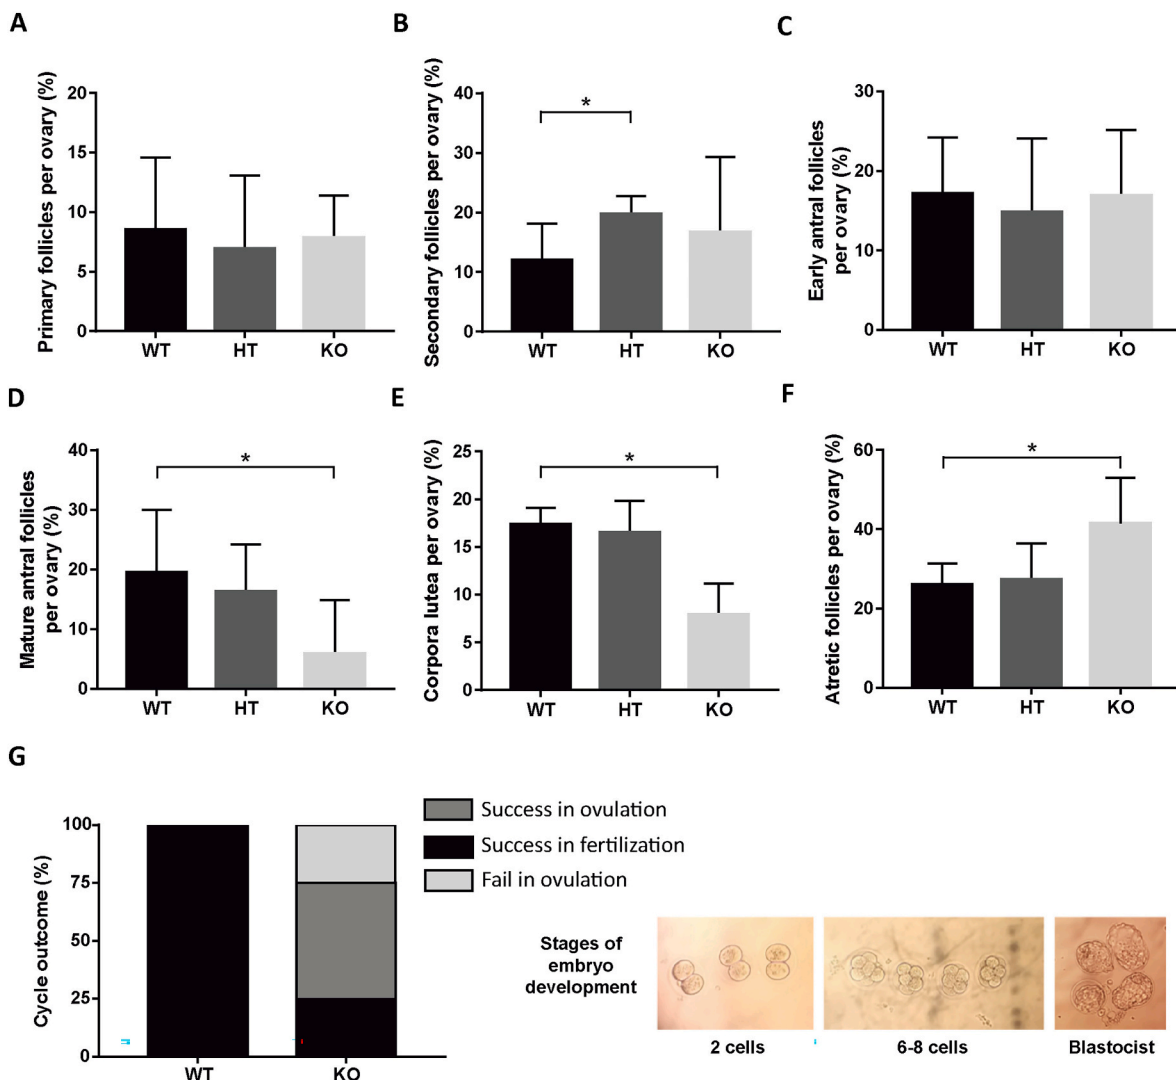 A
Primary follicles per ovary (%)
20
15
10
5
0
WT HT KO
B
Secondary follicles per ovary (%)
40
30
20
10
0
*
WT HT KO
C
Early antral follicles
per ovary (%)
30
20
10
0
WT HT KO
D
Mature antral follicles
per ovary (%)
40
30
20
10
0
*
WT HT KO
E
Corpora lutea per ovary (%)
25
20
15
10
5
0
*
WT HT KO
F
Atretic follicles per ovary (%)
60
40
20
0
*
WT HT KO
G
Cycle outcome (%)
100
75
50
25
0
WT KO
Success in ovulation
Success in fertilization
Fail in ovulation
Stages of
embryo
development
2 cells
6-8 cells
Blastocist